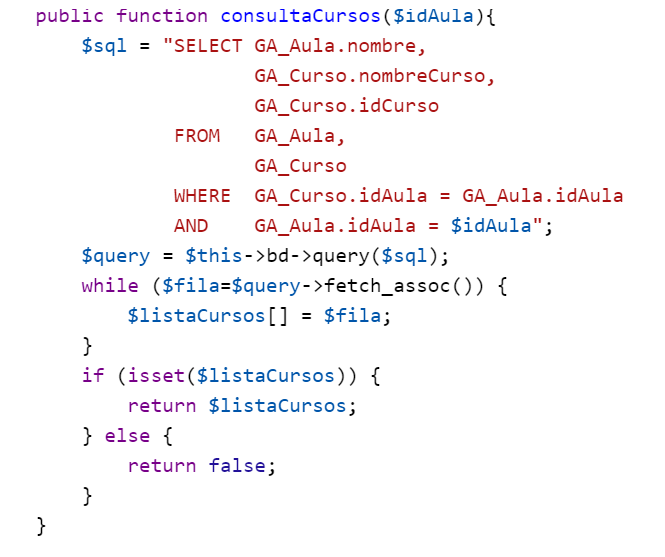 public function consultaCursos($idAula){
    $sql = "SELECT GA_Aula.nombre,
                   GA_Curso.nombreCurso,
                   GA_Curso.idCurso
            FROM   GA_Aula,
                   GA_Curso
            WHERE  GA_Curso.idAula = GA_Aula.idAula
            AND    GA_Aula.idAula = $idAula";
    $query = $this->bd->query($sql);
    while ($fila=$query->fetch_assoc()) {
        $listaCursos[] = $fila;
    }
    if (isset($listaCursos)) {
        return $listaCursos;
    } else {
        return false;
    }
}